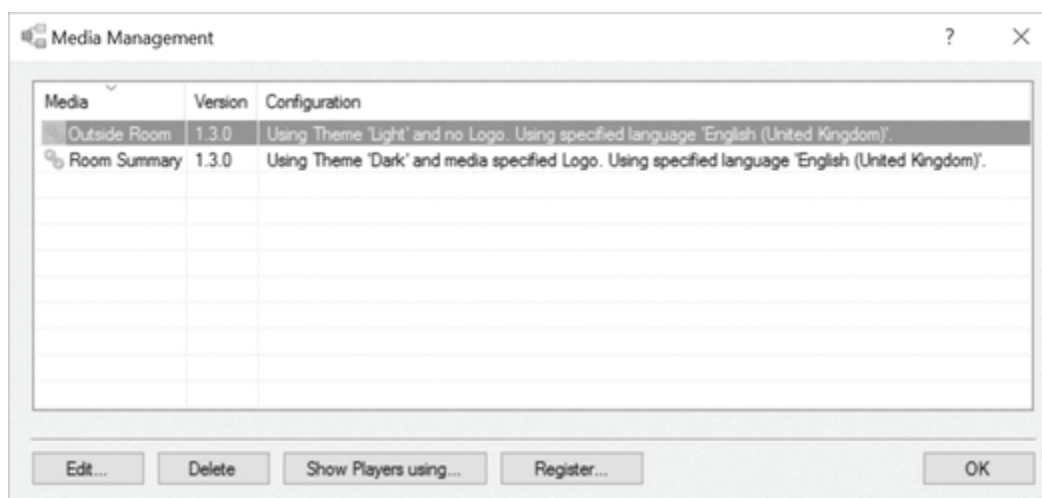 Media Management ?
Media Version Configuration
Outside Room 1.3.0 Using Theme 'Light' and no Logo. Using specified language 'English (United Kingdom)'.
Room Summary 1.3.0 Using Theme 'Dark' and media specified Logo. Using specified language 'English (United Kingdom)'.
Edit... Delete Show Players using... Register... OK